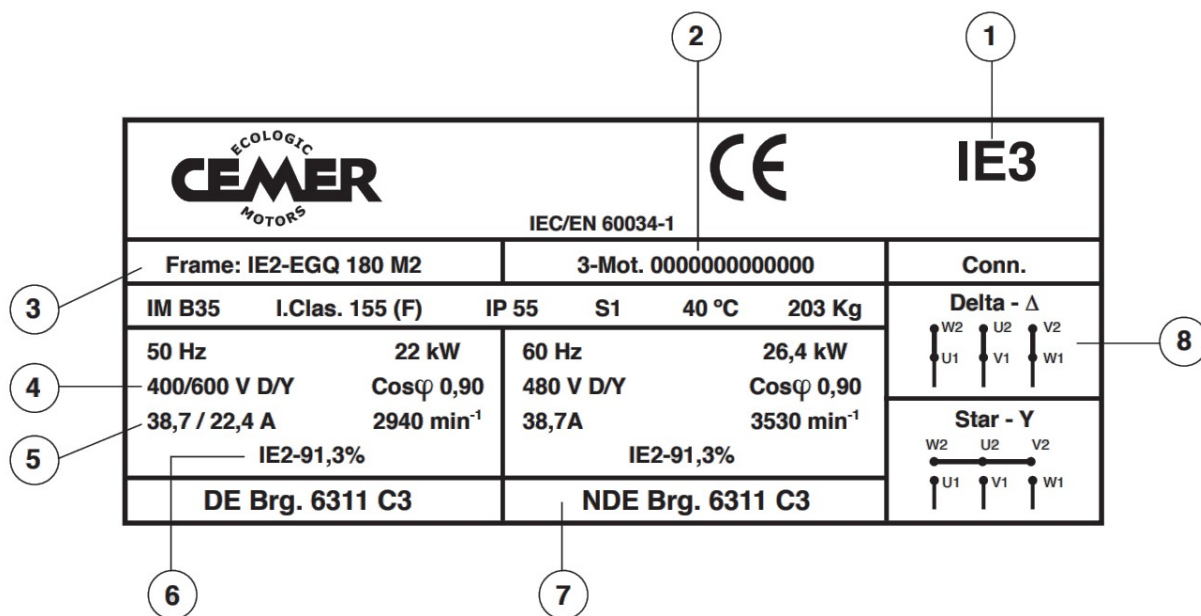 2
1
ECOLOGIC
CEMER
MOTORS
CE
IE3
IEC/EN 60034-1
Frame: IE2-EGQ 180 M2
3-Mot. 0000000000000
Conn.
3
IM B35 I.Clas. 155 (F) IP 55 S1 40 ºC 203 Kg
Delta - Δ
W2 U2 V2
U1 V1 W1
8
50 Hz 22 kW
4
400/600 V D/Y Cosφ 0,90
5
38,7 / 22,4 A 2940 min⁻¹
IE2-91,3%
60 Hz 26,4 kW
480 V D/Y Cosφ 0,90
38,7A 3530 min⁻¹
IE2-91,3%
Star - Y
W2 U2 V2
U1 V1 W1
DE Brg. 6311 C3
NDE Brg. 6311 C3
6
7